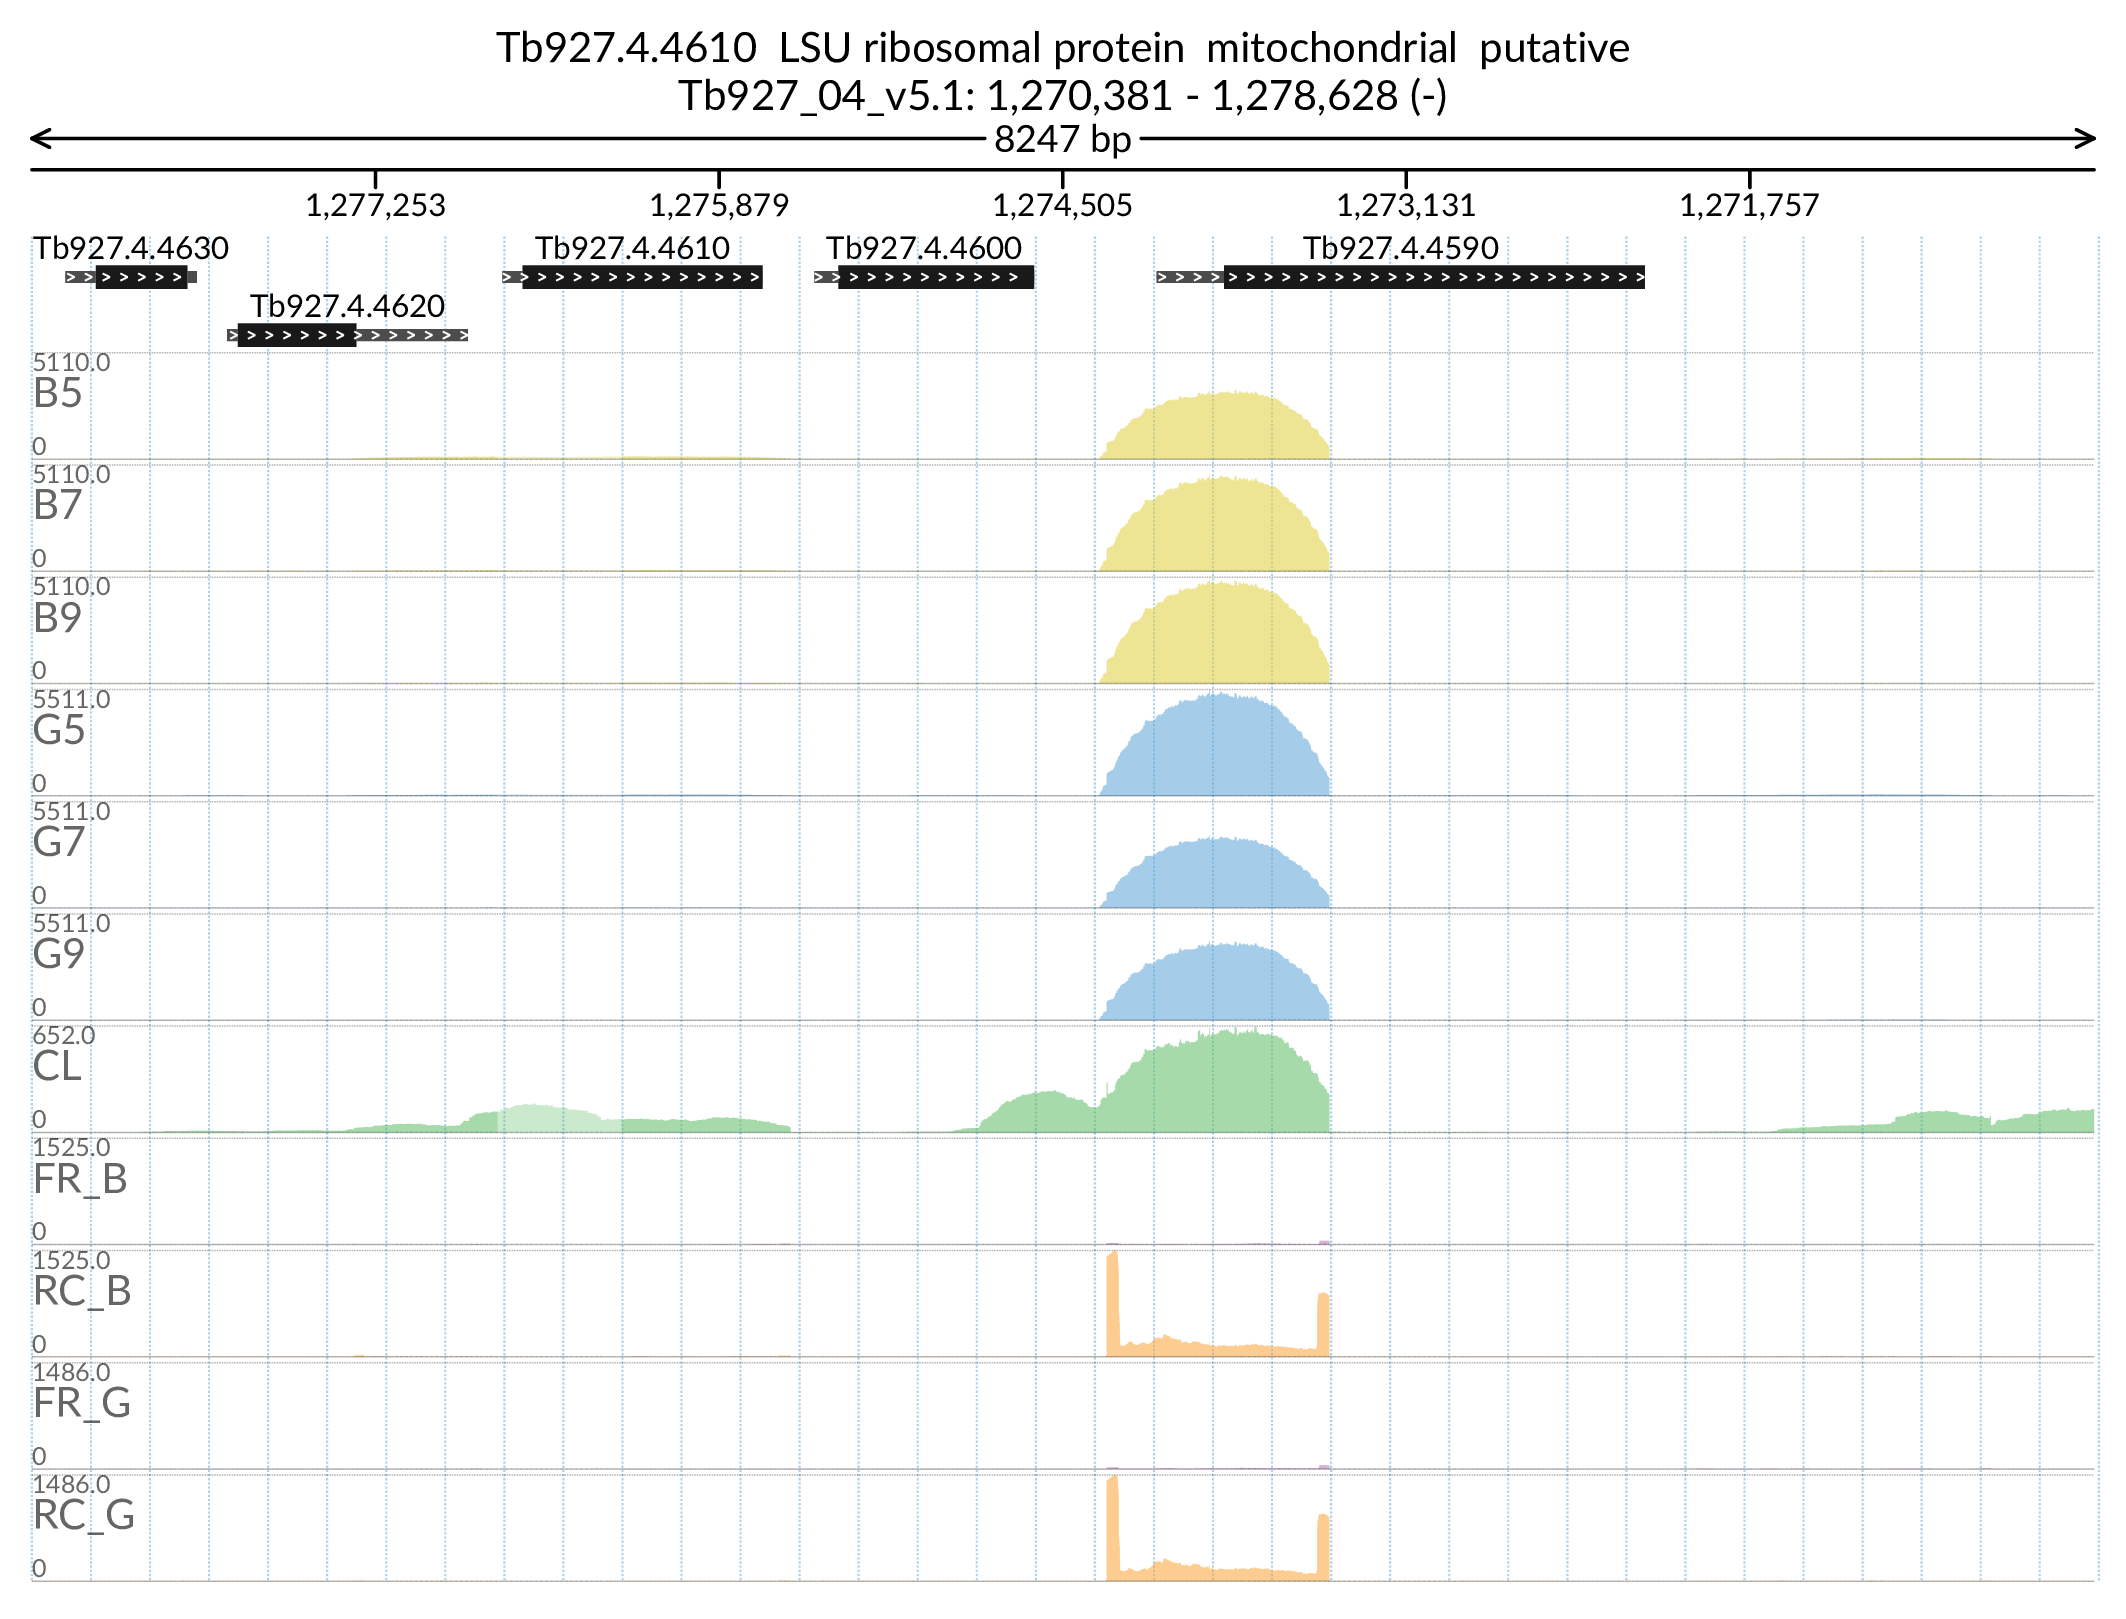 Tb927.4.4610 LSU ribosomal protein mitochondrial putative
Tb927_04_v5.1: 1,270,381 - 1,278,628 (-)
8247 bp
1,277,253 1,275,879 1,274,505 1,273,131 1,271,757
Tb927.4.4630 Tb927.4.4610 Tb927.4.4600 Tb927.4.4590
Tb927.4.4620
5110.0
B5
0
5110.0
B7
0
5110.0
B9
0
5511.0
G5
0
5511.0
G7
0
5511.0
G9
0
652.0
CL
0
1525.0
FR_B
0
1525.0
RC_B
0
1486.0
FR_G
0
1486.0
RC_G
0